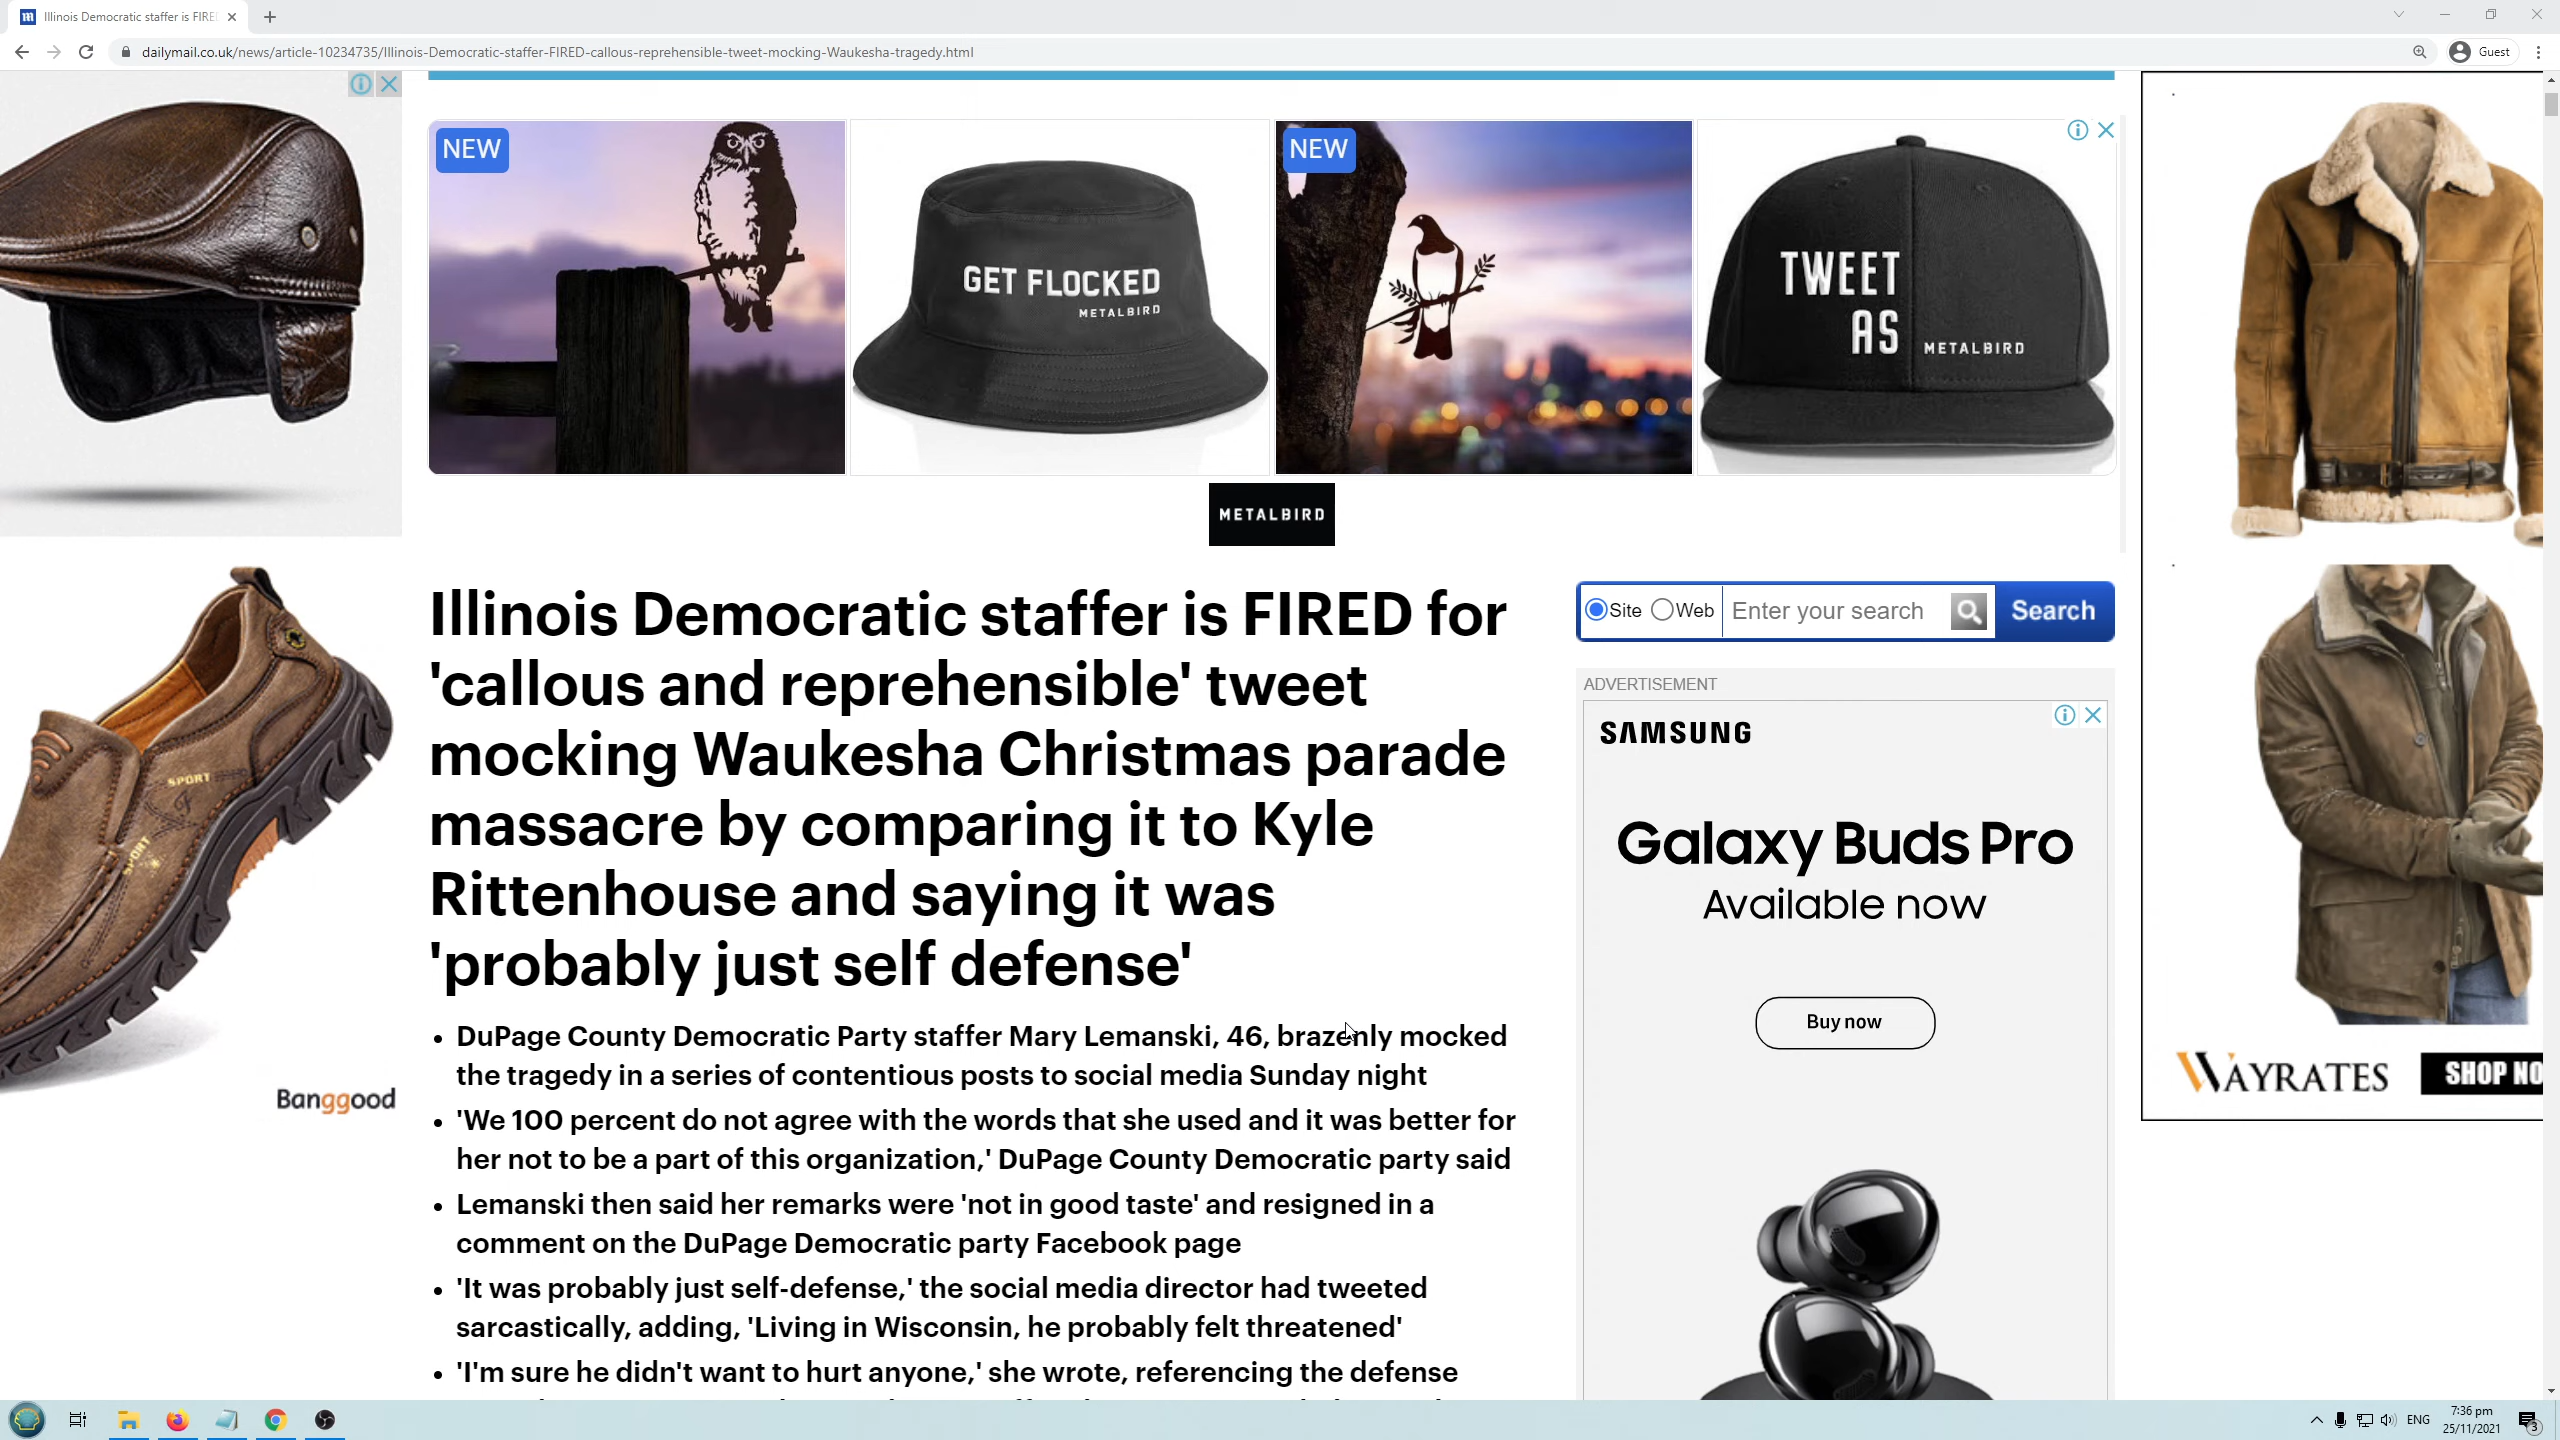 Illinois Democratic staffer is FIRE
dailymail.co.uk/news/article-10234735/Illinois-Democratic-staffer-FIRED-callous-reprehensible-tweet-mocking-Waukesha-tragedy.html
Guest
NEW
GET FLOCKED
METALBIRD
NEW
TWEET
AS METALBIRD
METALBIRD
Illinois Democratic staffer is FIRED for
'callous and reprehensible' tweet
mocking Waukesha Christmas parade
massacre by comparing it to Kyle
Rittenhouse and saying it was
'probably just self defense'
DuPage County Democratic Party staffer Mary Lemanski, 46, brazenly mocked
the tragedy in a series of contentious posts to social media Sunday night
'We 100 percent do not agree with the words that she used and it was better for
her not to be a part of this organization,' DuPage County Democratic party said
Lemanski then said her remarks were 'not in good taste' and resigned in a
comment on the DuPage Democratic party Facebook page
'It was probably just self-defense,' the social media director had tweeted
sarcastically, adding, 'Living in Wisconsin, he probably felt threatened'
'I'm sure he didn't want to hurt anyone,' she wrote, referencing the defense
Site Web Enter your search Search
ADVERTISEMENT
SAMSUNG
Galaxy Buds Pro
Available now
Buy now
SPORT
SPORT
Banggood
WAYRATES SHOP NO
ENG
7:36 pm
25/11/2021
3